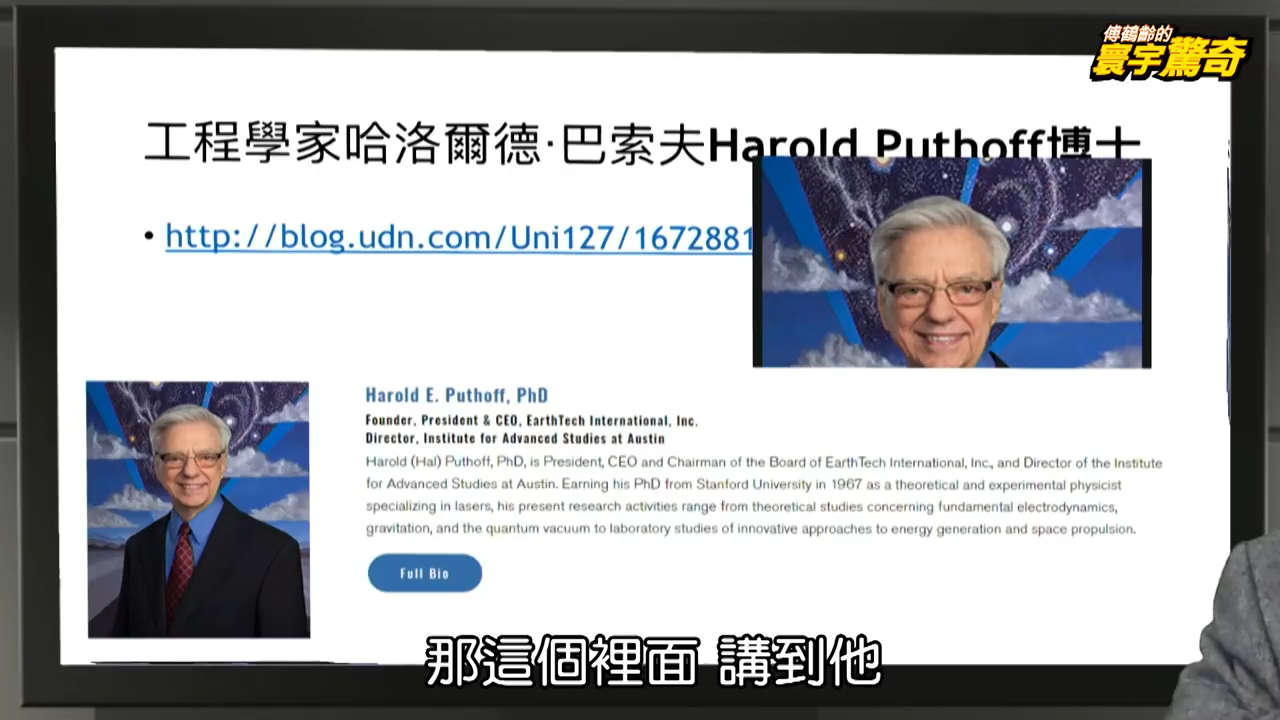 傅鶴齡的
寰宇驚奇
工程學家哈洛爾德·巴索夫Harold Puthoff博士
• http://blog.udn.com/Uni127/1672881
Harold E. Puthoff, PhD
Founder, President & CEO, EarthTech International, Inc.
Director, Institute for Advanced Studies at Austin
Harold (Hal) Puthoff, PhD, is President, CEO and Chairman of the Board of EarthTech International, Inc., and Director of the Institute
for Advanced Studies at Austin. Earning his PhD from Stanford University in 1967 as a theoretical and experimental physicist
specializing in lasers, his present research activities range from theoretical studies concerning fundamental electrodynamics,
gravitation, and the quantum vacuum to laboratory studies of innovative approaches to energy generation and space propulsion.
Full Bio
那這個裡面 講到他